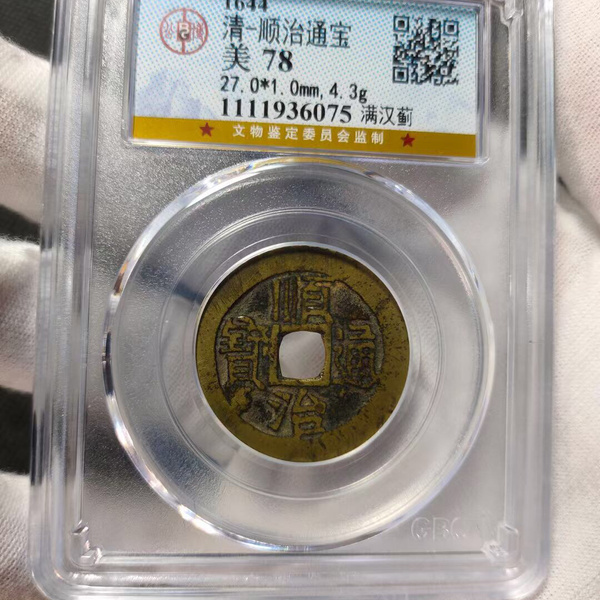 1644
清-顺治通宝
美 78
27.0*1.0mm,4.3g
1111936075 满汉蓟
★ 文物鉴定委员会监制 ★
順
寶 通
治